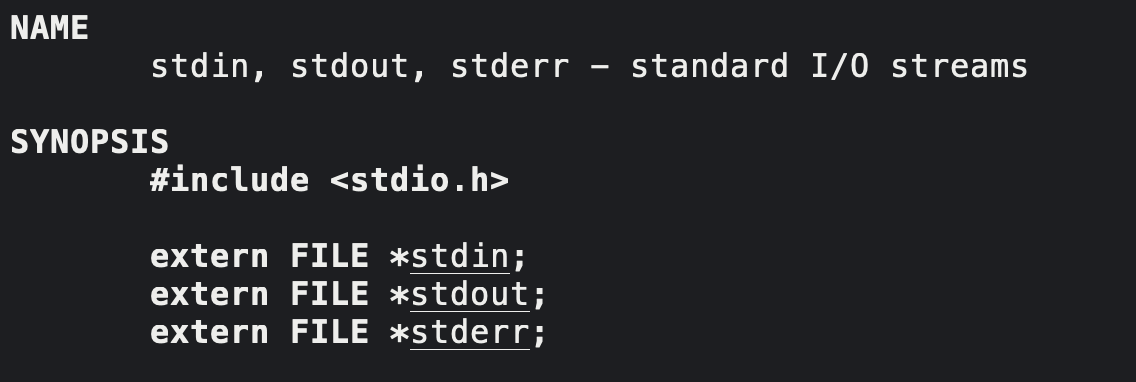 NAME
stdin, stdout, stderr − standard I/O streams
SYNOPSIS
#include <stdio.h>
extern FILE *stdin;
extern FILE *stdout;
extern FILE *stderr;